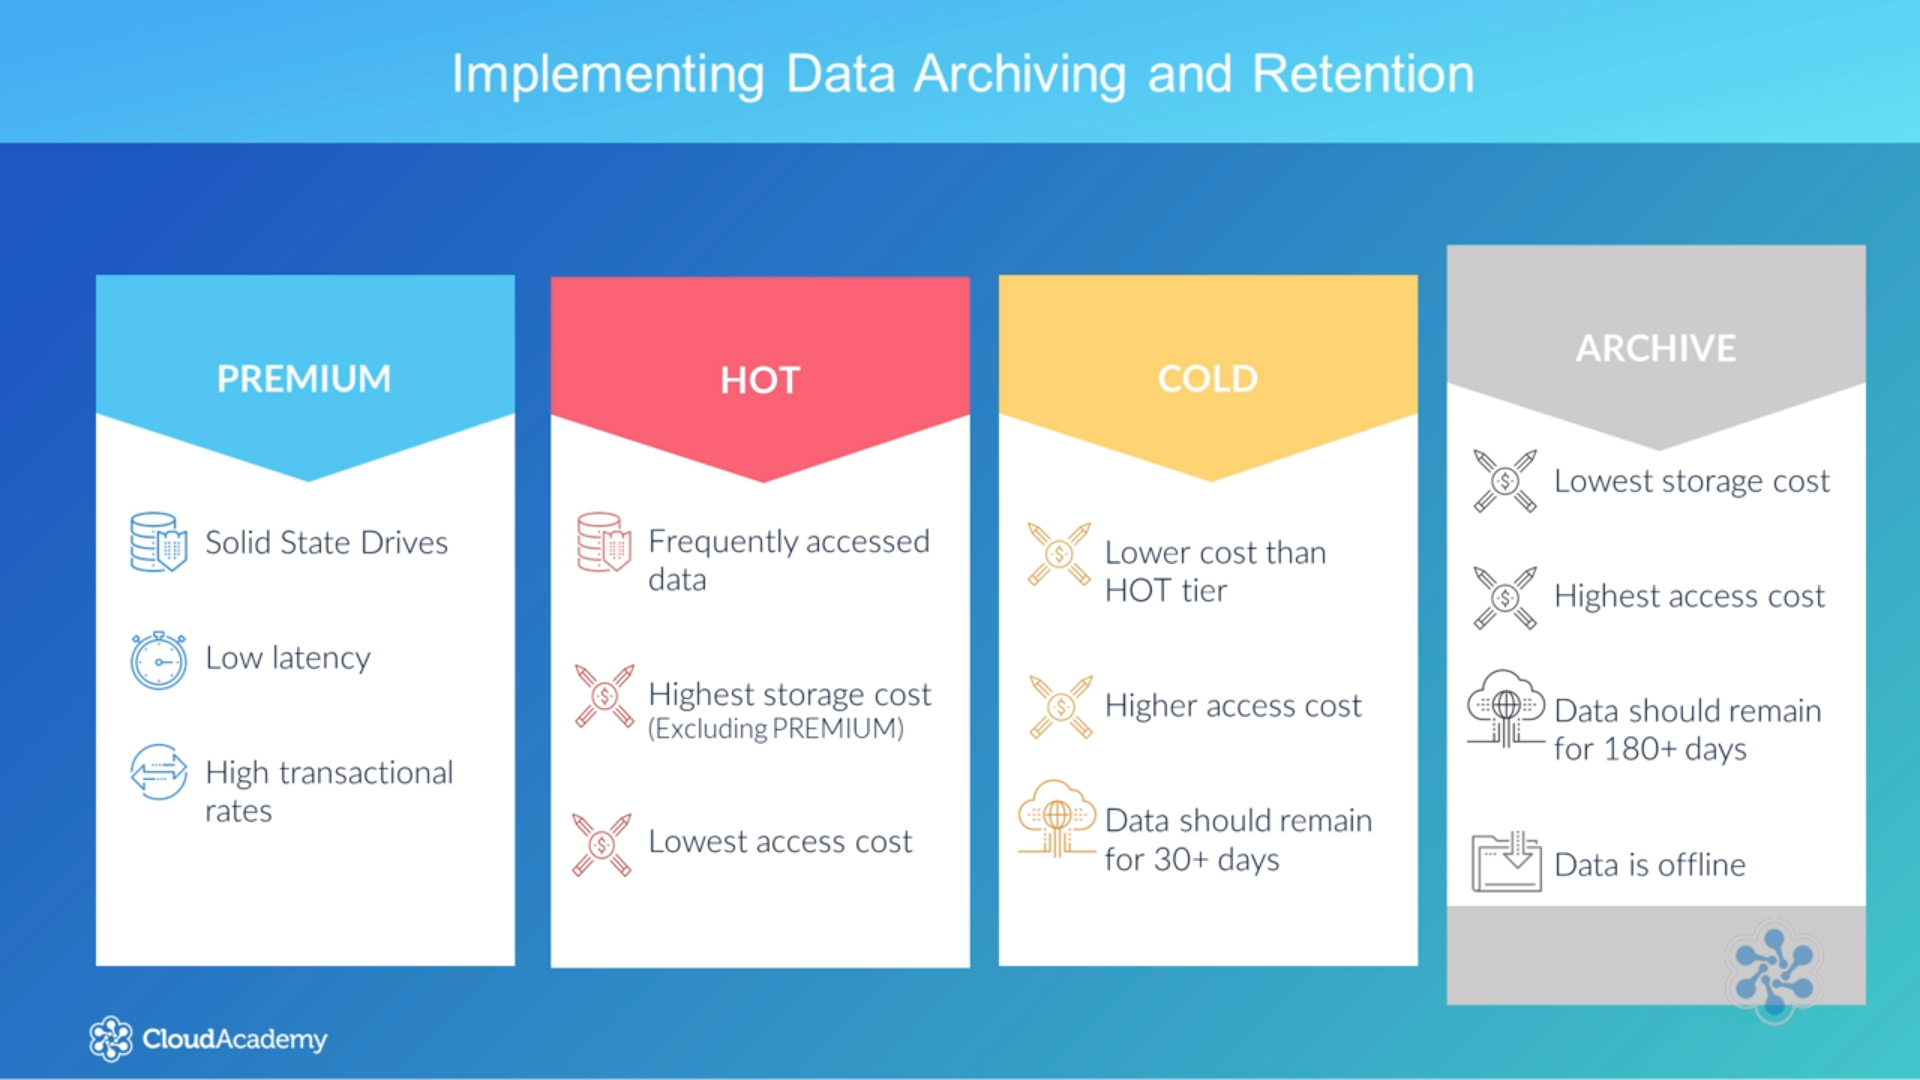 Implementing Data Archiving and Retention
PREMIUM
Solid State Drives
Low latency
High transactional
rates
HOT
Frequently accessed
data
Highest storage cost
(Excluding PREMIUM)
Lowest access cost
COLD
Lower cost than
HOT tier
Higher access cost
Data should remain
for 30+ days
ARCHIVE
Lowest storage cost
Highest access cost
Data should remain
for 180+ days
Data is offline
CloudAcademy